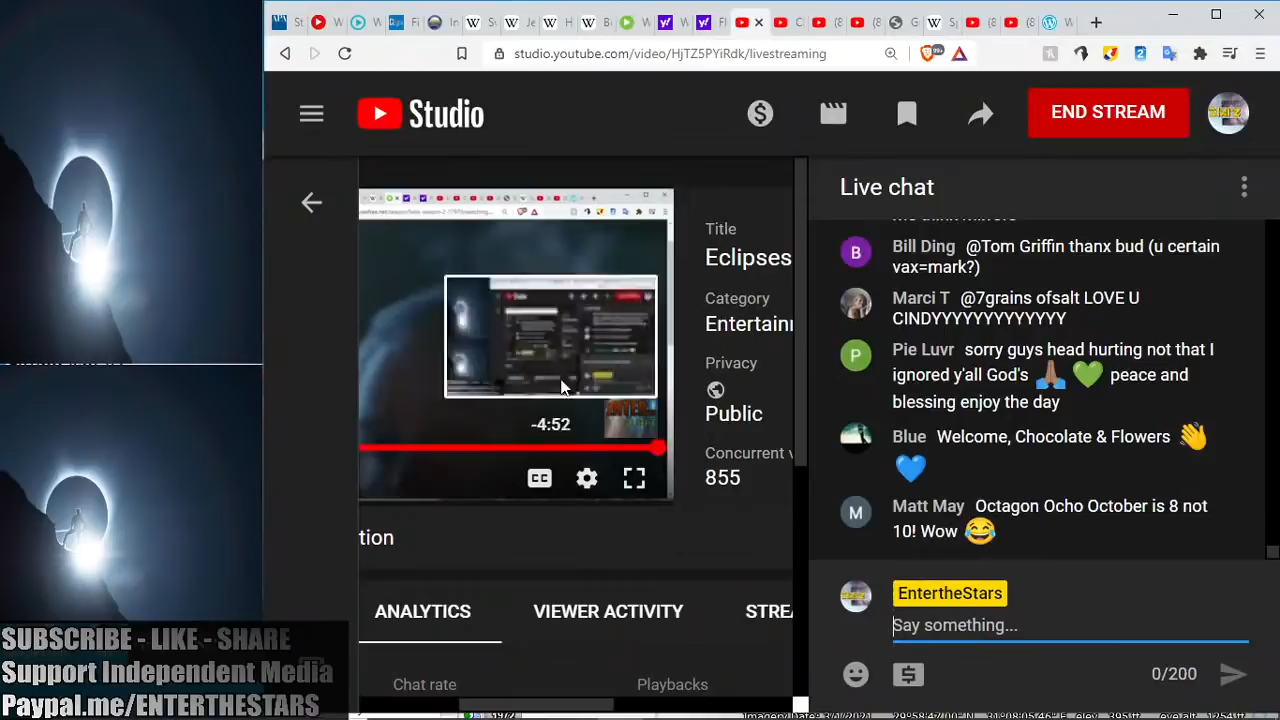 studio.youtube.com/video/HjTZ5PYiRdk/livestreaming
99+
Studio
END STREAM
Live chat
Title
Eclipses
Category
Entertain
Privacy
Public
Concurrent v
855
-4:52
tion
ANALYTICS
VIEWER ACTIVITY
STREA
Chat rate
Playbacks
Bill Ding @Tom Griffin thanx bud (u certain
vax=mark?)
Marci T @7grains ofsalt LOVE U
CINDYYYYYYYYYYYYY
Pie Luvr sorry guys head hurting not that I
ignored y'all God's 🙏🏽 💚 peace and
blessing enjoy the day
Blue Welcome, Chocolate & Flowers 👋
💙
Matt May Octagon Ocho October is 8 not
10! Wow 😂
EntertheStars
Say something...
0/200
SUBSCRIBE - LIKE - SHARE
Support Independent Media
Paypal.me/ENTERTHESTARS